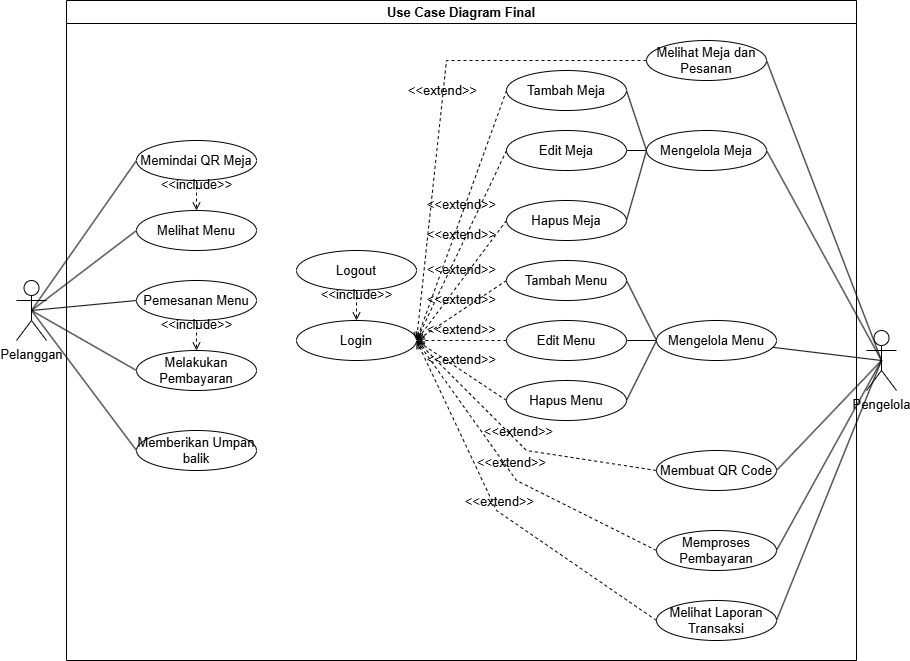 Use Case Diagram Final
Melihat Meja dan
Pesanan
<<extend>>
Tambah Meja
Edit Meja
Mengelola Meja
Memindai QR Meja
<<include>>
<<extend>>
Hapus Meja
Melihat Menu
<<extend>>
Logout
<<extend>>
Tambah Menu
<<include>>
Pemesanan Menu
<<extend>>
<<include>>
<<extend>>
Login
Edit Menu
Mengelola Menu
Pelanggan
<<extend>>
Melakukan
Pembayaran
Hapus Menu
Pengelola
<<extend>>
Memberikan Umpan
balik
<<extend>>
Membuat QR Code
<<extend>>
Memproses
Pembayaran
Melihat Laporan
Transaksi